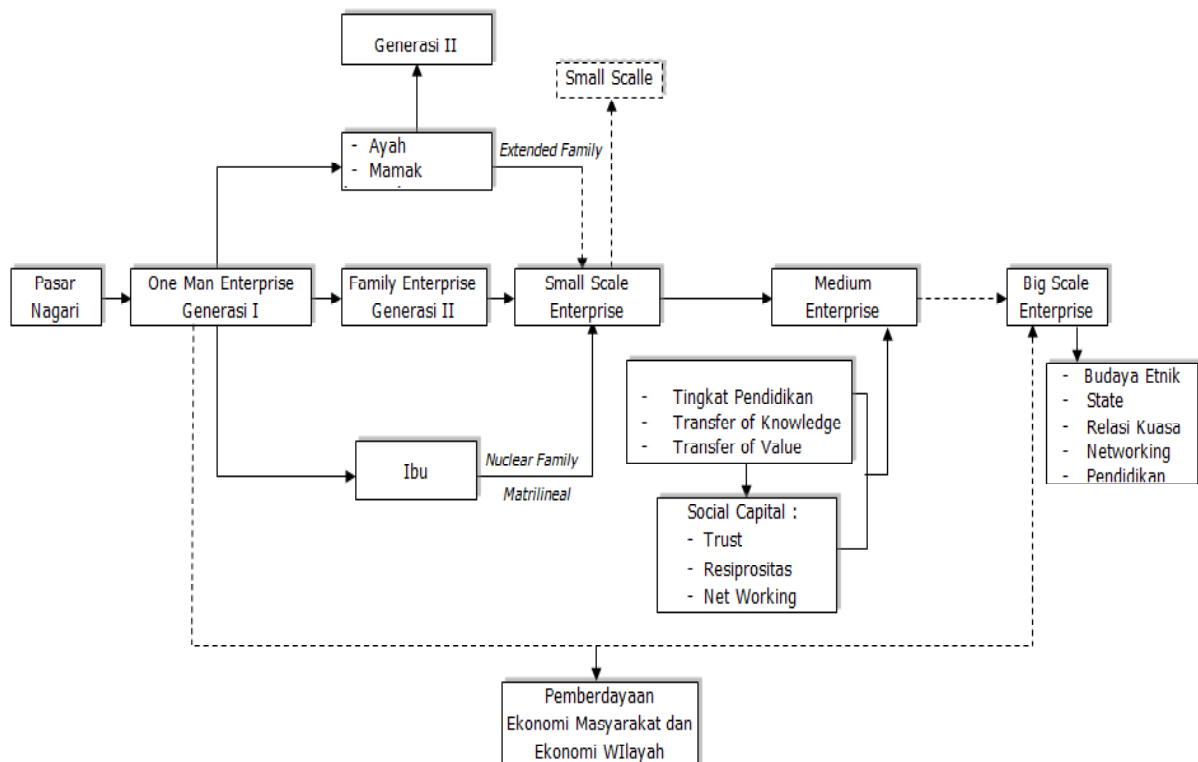 Generasi II
Small Scalle
- Ayah
- Mamak
Extended Family
Pasar
Nagari
One Man Enterprise
Generasi I
Family Enterprise
Generasi II
Small Scale
Enterprise
Medium
Enterprise
Big Scale
Enterprise
- Tingkat Pendidikan
- Transfer of Knowledge
- Transfer of Value
- Budaya Etnik
- State
- Relasi Kuasa
- Networking
- Pendidikan
Ibu
Nuclear Family
Matrilineal
Social Capital :
- Trust
- Resiprositas
- Net Working
Pemberdayaan
Ekonomi Masyarakat dan
Ekonomi WIlayah